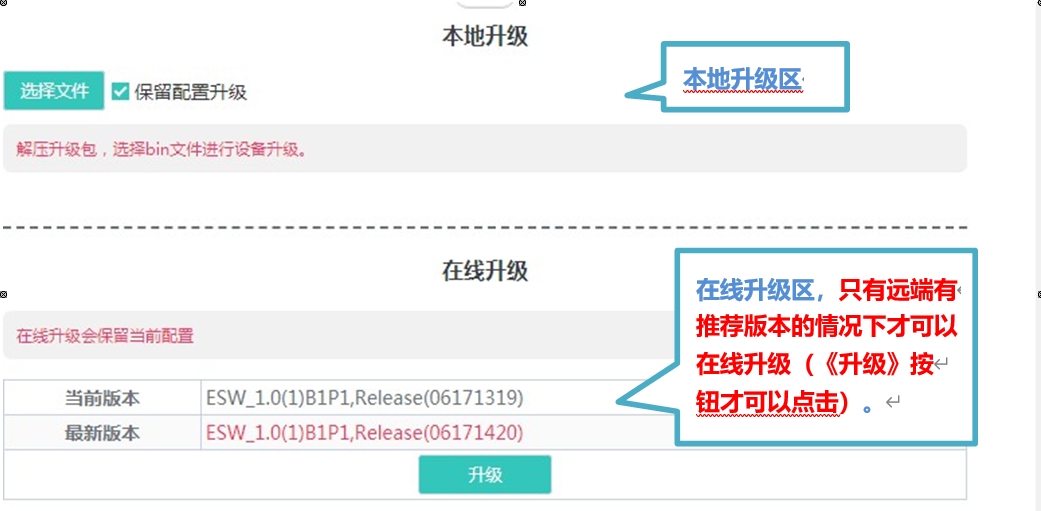 本地升级
本地升级区
选择文件 保留配置升级
解压升级包，选择bin文件进行设备升级。
在线升级
在线升级会保留当前配置
在线升级区，只有远端有
推荐版本的情况下才可以
在线升级（《升级》按
钮才可以点击）。
当前版本 ESW_1.0(1)B1P1,Release(06171319)
最新版本 ESW_1.0(1)B1P1,Release(06171420)
升级